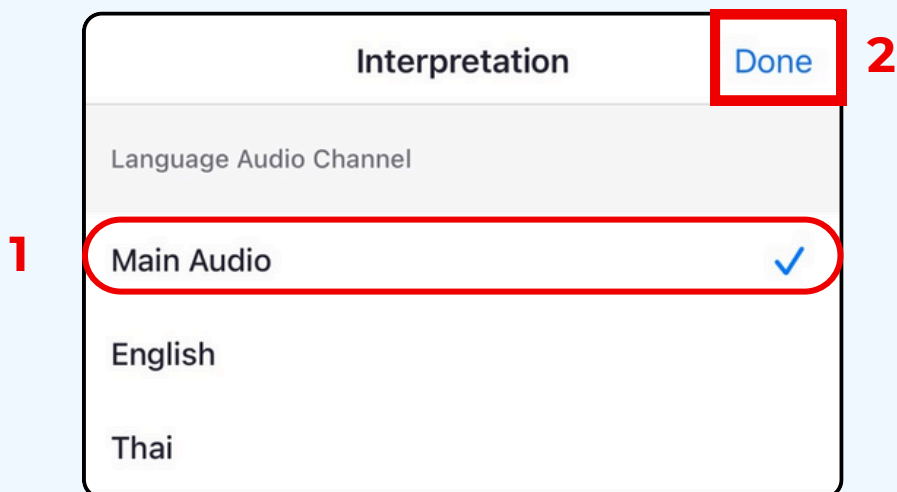 Interpretation Done 2
Language Audio Channel
1 Main Audio
English
Thai